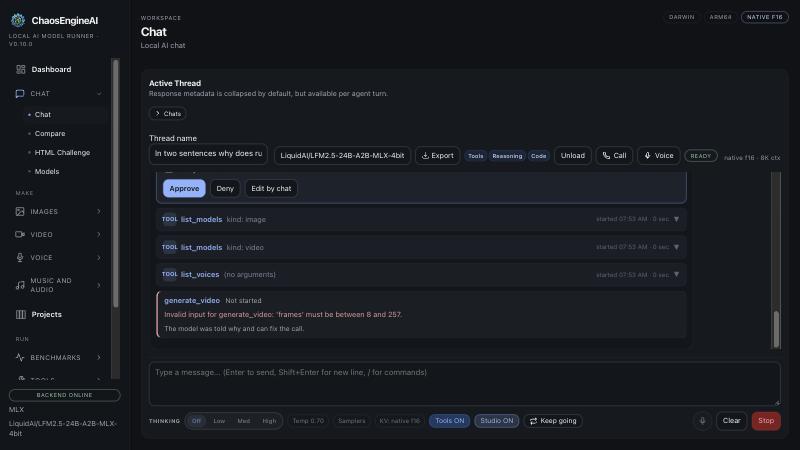 ChaosEngineAI
LOCAL AI MODEL RUNNER ·
V0.10.0
Dashboard
CHAT
Chat
Compare
HTML Challenge
Models
MAKE
IMAGES
VIDEO
VOICE
MUSIC AND
AUDIO
Projects
RUN
BENCHMARKS
BACKEND ONLINE
MLX
LiquidAI/LFM2.5-24B-A2B-MLX-
4bit
WORKSPACE
Chat
Local AI chat
DARWIN ARM64 NATIVE F16
Active Thread
Response metadata is collapsed by default, but available per agent turn.
Chats
Thread name
In two sentences why does ru LiquidAI/LFM2.5-24B-A2B-MLX-4bit Export Tools Reasoning Code Unload Call Voice READY native f16 · 6K ctx
Approve Deny Edit by chat
TOOL list_models kind: image started 07:53 AM · 0 sec ▼
TOOL list_models kind: video started 07:53 AM · 0 sec ▼
TOOL list_voices (no arguments) started 07:53 AM · 0 sec ▼
generate_video Not started
Invalid input for generate_video: 'frames' must be between 8 and 257.
The model was told why and can fix the call.
Type a message... (Enter to send, Shift+Enter for new line, / for commands)
THINKING Off Low Med High Temp 0.70 Samplers KV: native f16 Tools ON Studio ON Keep going Clear Stop